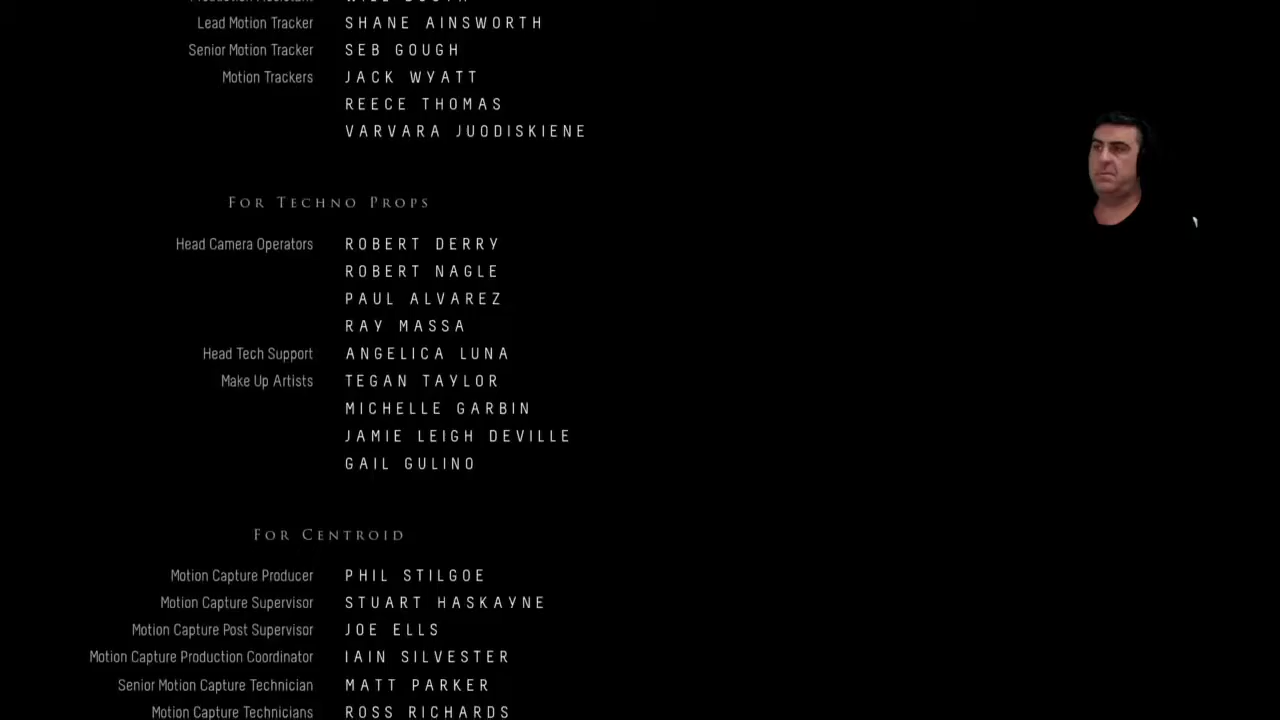 Lead Motion Tracker SHANE AINSWORTH
Senior Motion Tracker SEB GOUGH
Motion Trackers JACK WYATT
REECE THOMAS
VARVARA JUODISKIENE
FOR TECHNO PROPS
Head Camera Operators ROBERT DERRY
ROBERT NAGLE
PAUL ALVAREZ
RAY MASSA
Head Tech Support ANGELICA LUNA
Make Up Artists TEGAN TAYLOR
MICHELLE GARBIN
JAMIE LEIGH DEVILLE
GAIL GULINO
FOR CENTROID
Motion Capture Producer PHIL STILGOE
Motion Capture Supervisor STUART HASKAYNE
Motion Capture Post Supervisor JOE ELLS
Motion Capture Production Coordinator IAIN SILVESTER
Senior Motion Capture Technician MATT PARKER
Motion Capture Technicians ROSS RICHARDS